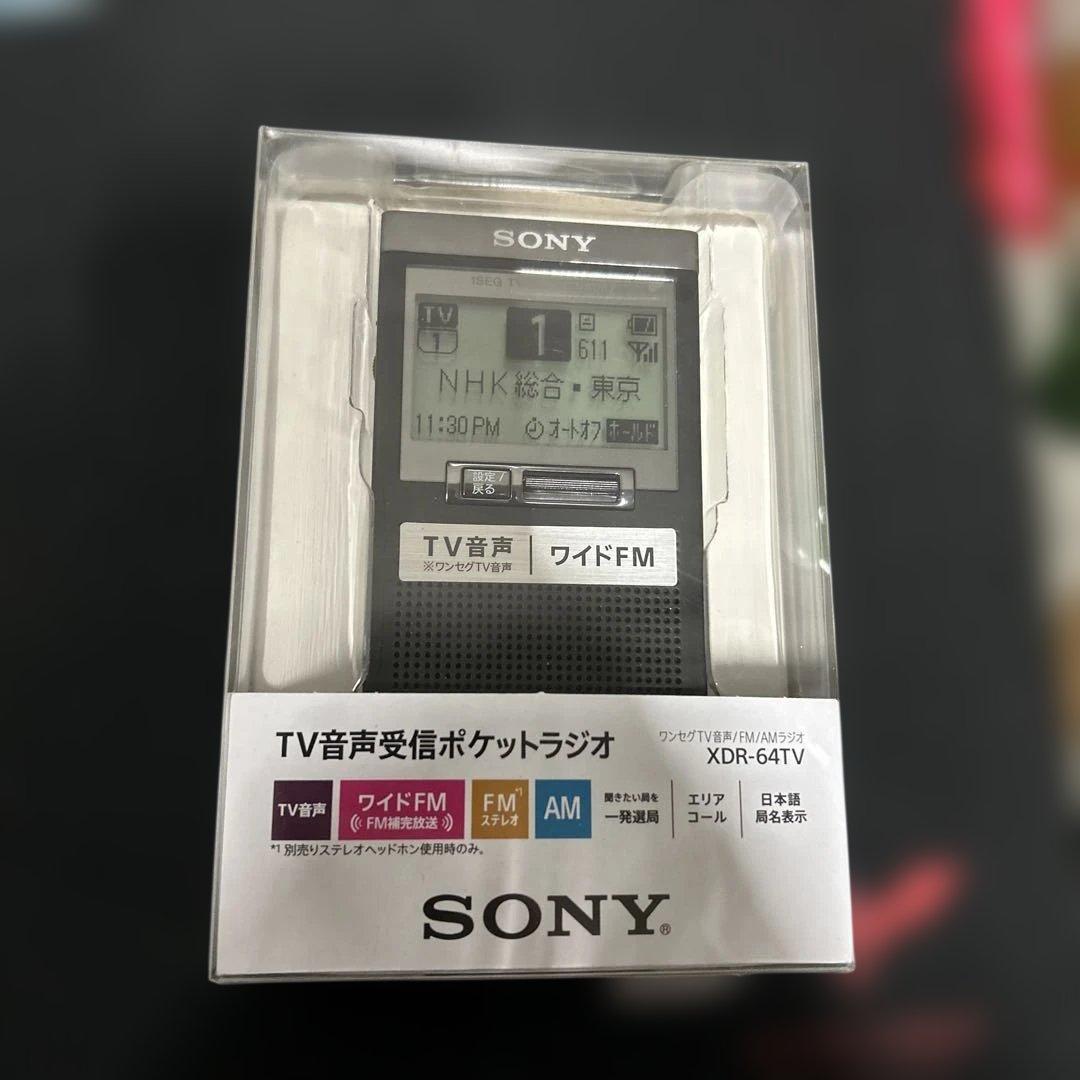 SONY
1SEG T
TV
1
1
611
NHK総合・東京
11:30 PM オートオフ ホールド
設定/
戻る
TV音声 ワイドFM
※ワンセグTV音声
TV音声受信ポケットラジオ
ワンセグTV音声/FM/AMラジオ
XDR-64TV
TV音声
ワイドFM
FM補完放送
FM*1
ステレオ
AM
聞きたい局を
一発選局
エリア
コール
日本語
局名表示
*1 別売りステレオヘッドホン使用時のみ。
SONY®